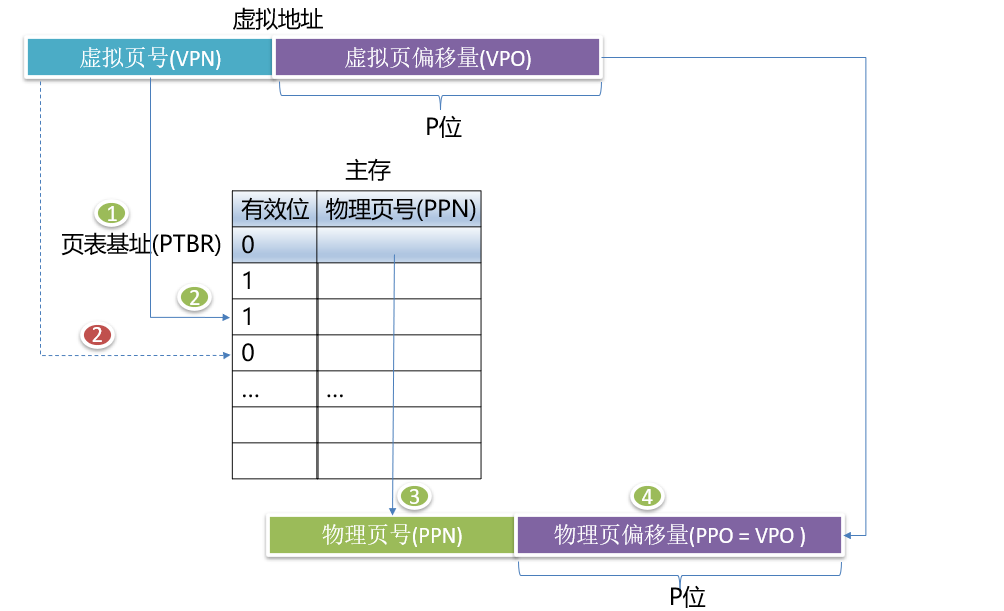 虚拟地址
虚拟页号(VPN)
虚拟页偏移量(VPO)
P位
主存
有效位
物理页号(PPN)
1
页表基址(PTBR)
0
1
2
1
2
0
...
...
3
4
物理页号(PPN)
物理页偏移量(PPO = VPO )
P位